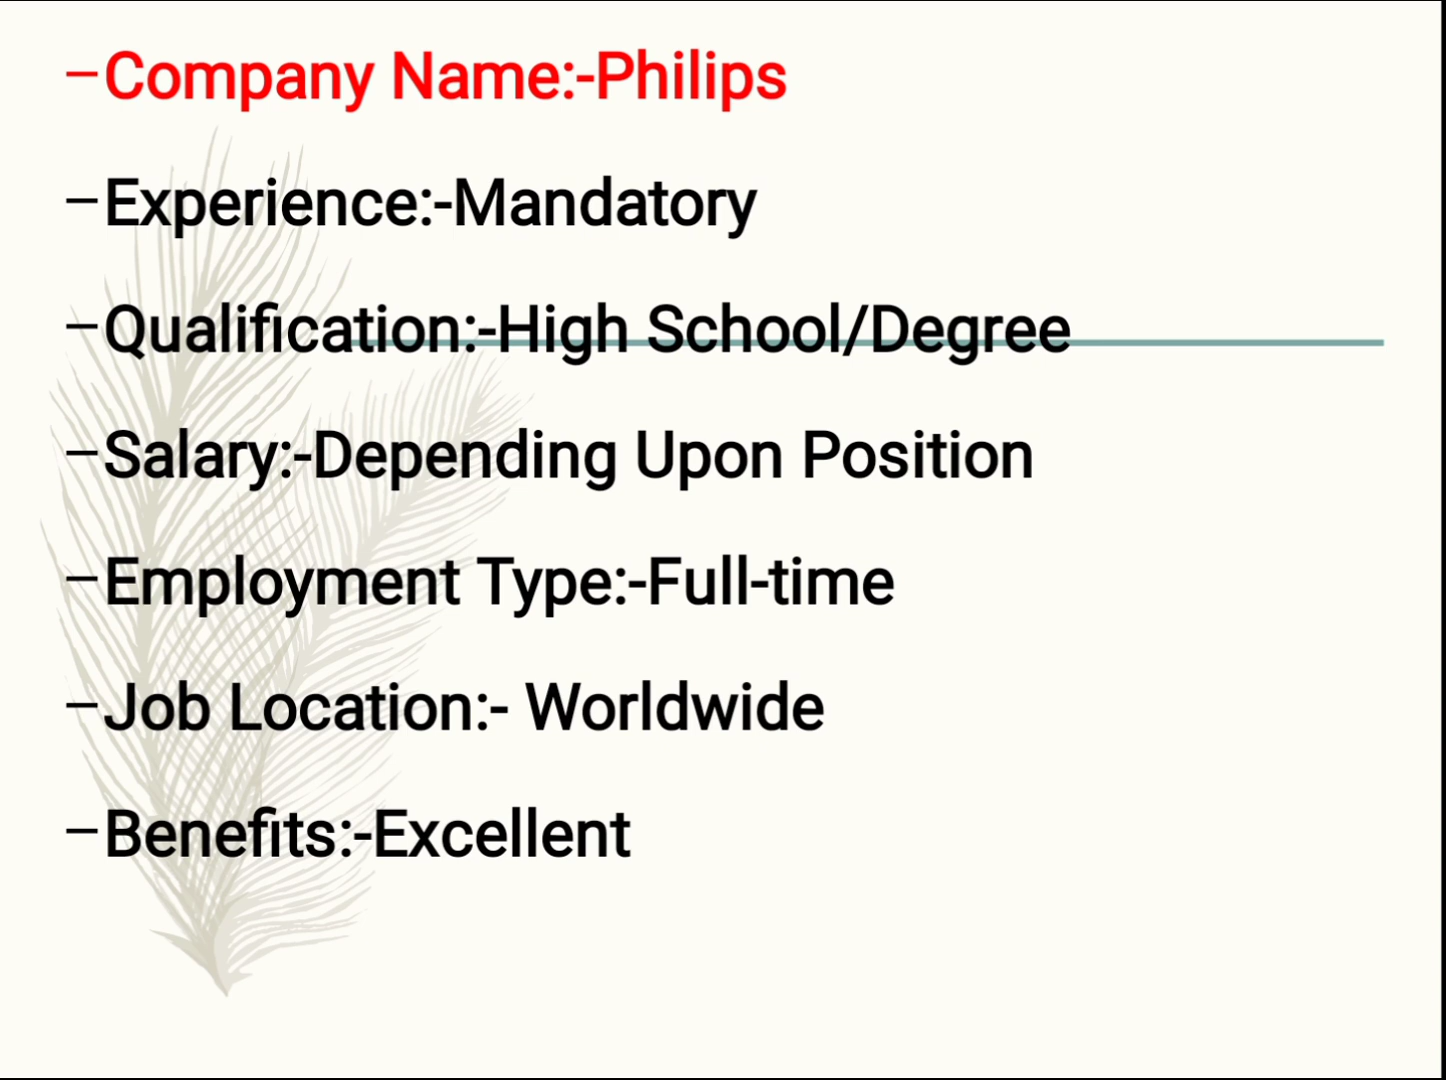 –Company Name:-Philips
–Experience:-Mandatory
–Qualification:-High School/Degree
–Salary:-Depending Upon Position
–Employment Type:-Full-time
–Job Location:- Worldwide
–Benefits:-Excellent